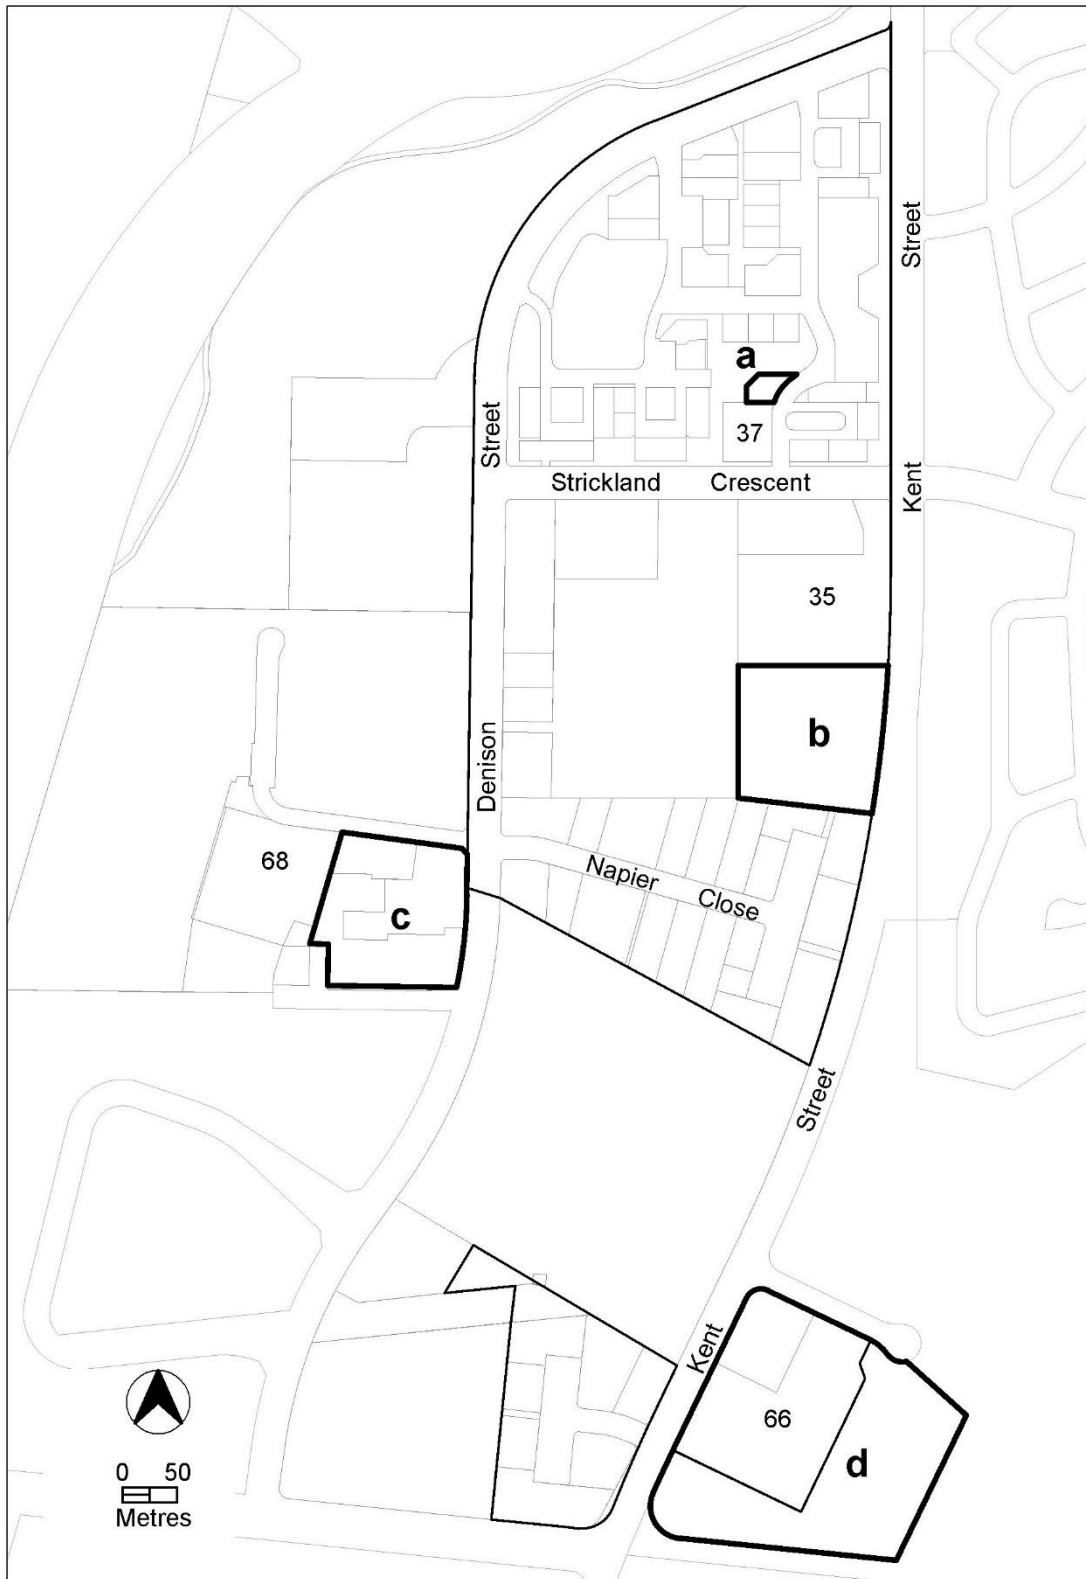 Street
a
37
Street
Kent
Strickland Crescent
35
b
Denison
68
c
Napier Close
Street
Kent
66
d
0 50
Metres